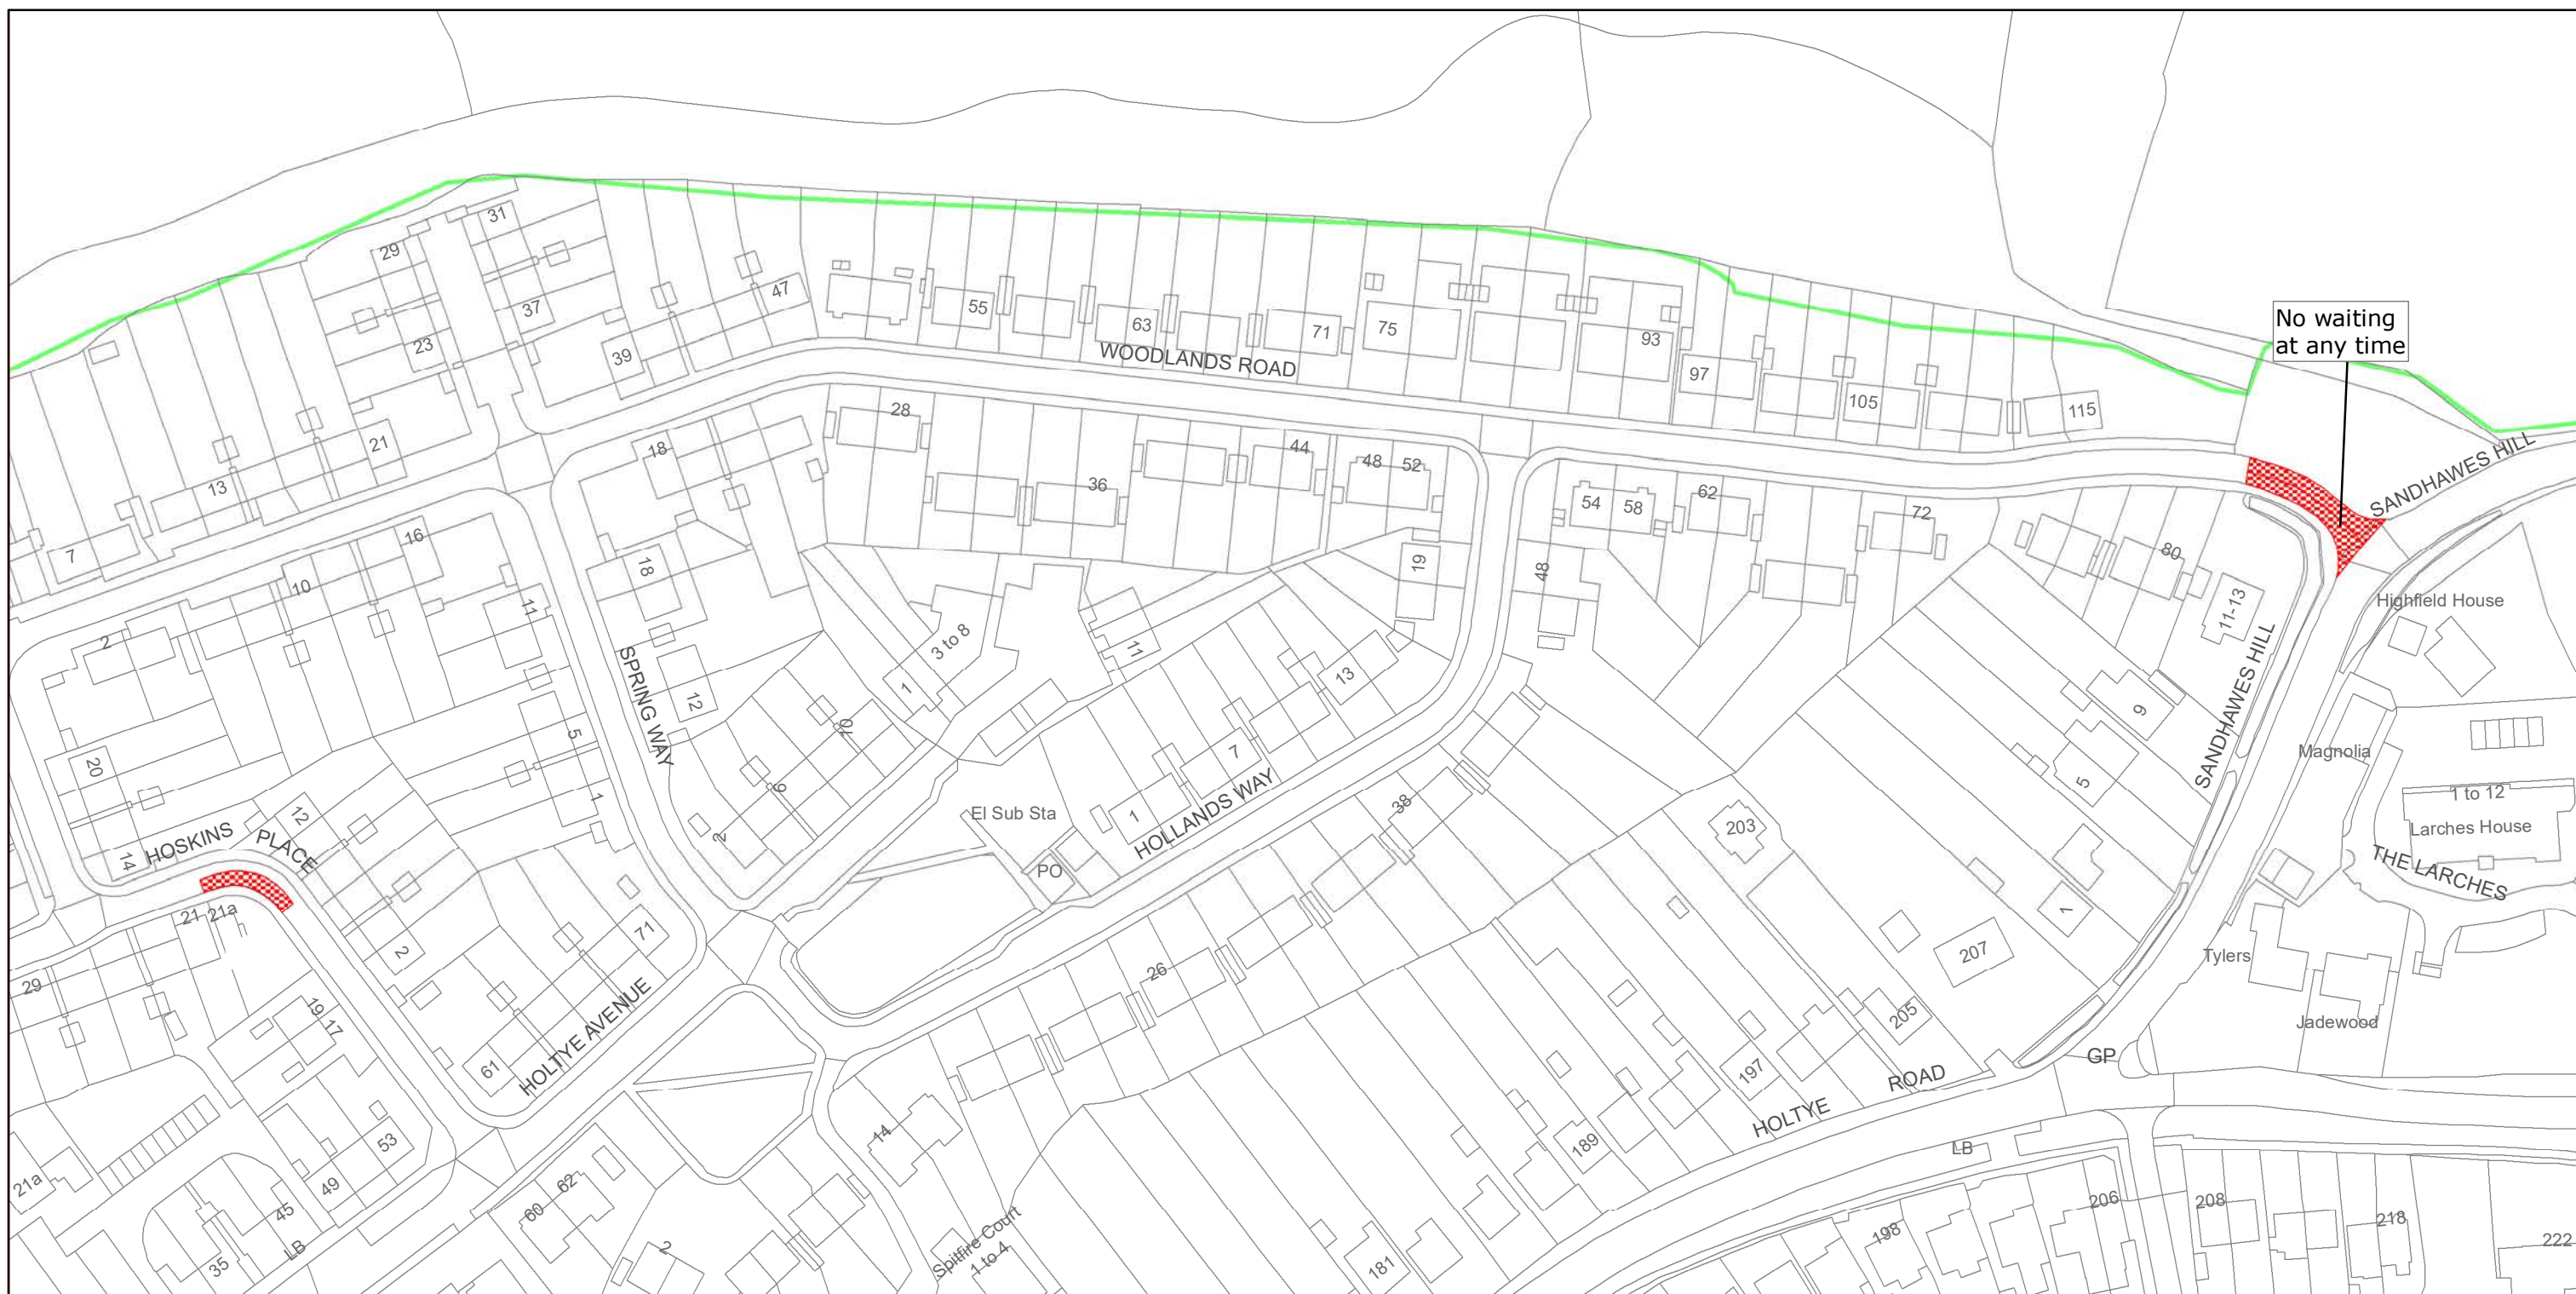 No waiting
at any time
31
29
37
23
47
39
55
63
71
75
93
97
105
115
WOODLANDS ROAD
SANDHAWES HILL
21
13
7
18
28
36
44
48
52
54
58
62
72
80
16
10
2
11
18
12
SPRING WAY
3 to 8
1
11
19
48
13
7
1
HOLLANDS WAY
11-13
SANDHAWES HILL
9
5
1
Highfield House
Magnolia
1 to 12
Larches House
THE LARCHES
Tylers
Jadewood
GP
20
14
HOSKINS
PLACE
12
5
1
10
6
2
El Sub Sta
PO
38
26
203
207
205
197
189
181
HOLTYE
ROAD
21
21a
29
19
17
2
71
61
HOLTYE AVENUE
53
49
45
35
LB
21a
60
62
2
14
Spitfire Court
1 to 4
LB
198
206
208
218
222